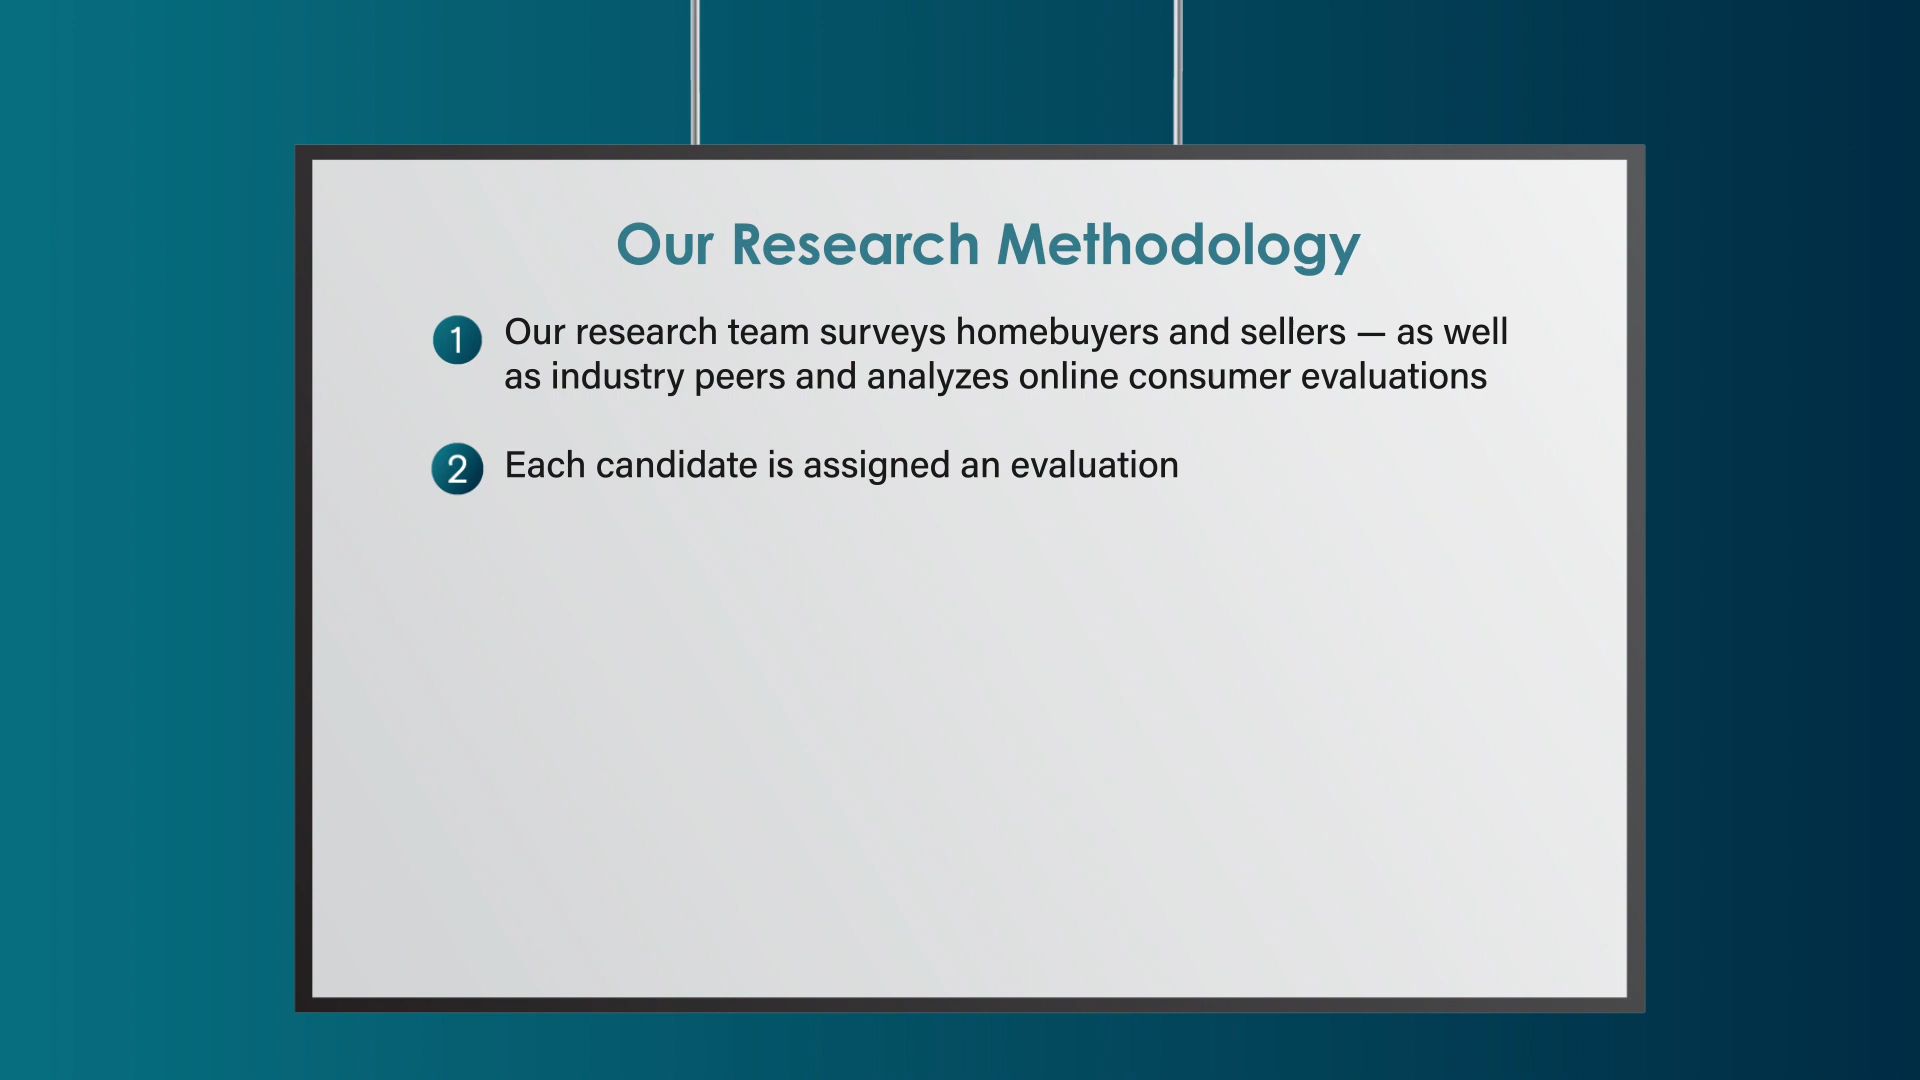 Our Research Methodology
1 Our research team surveys homebuyers and sellers — as well
as industry peers and analyzes online consumer evaluations
2 Each candidate is assigned an evaluation